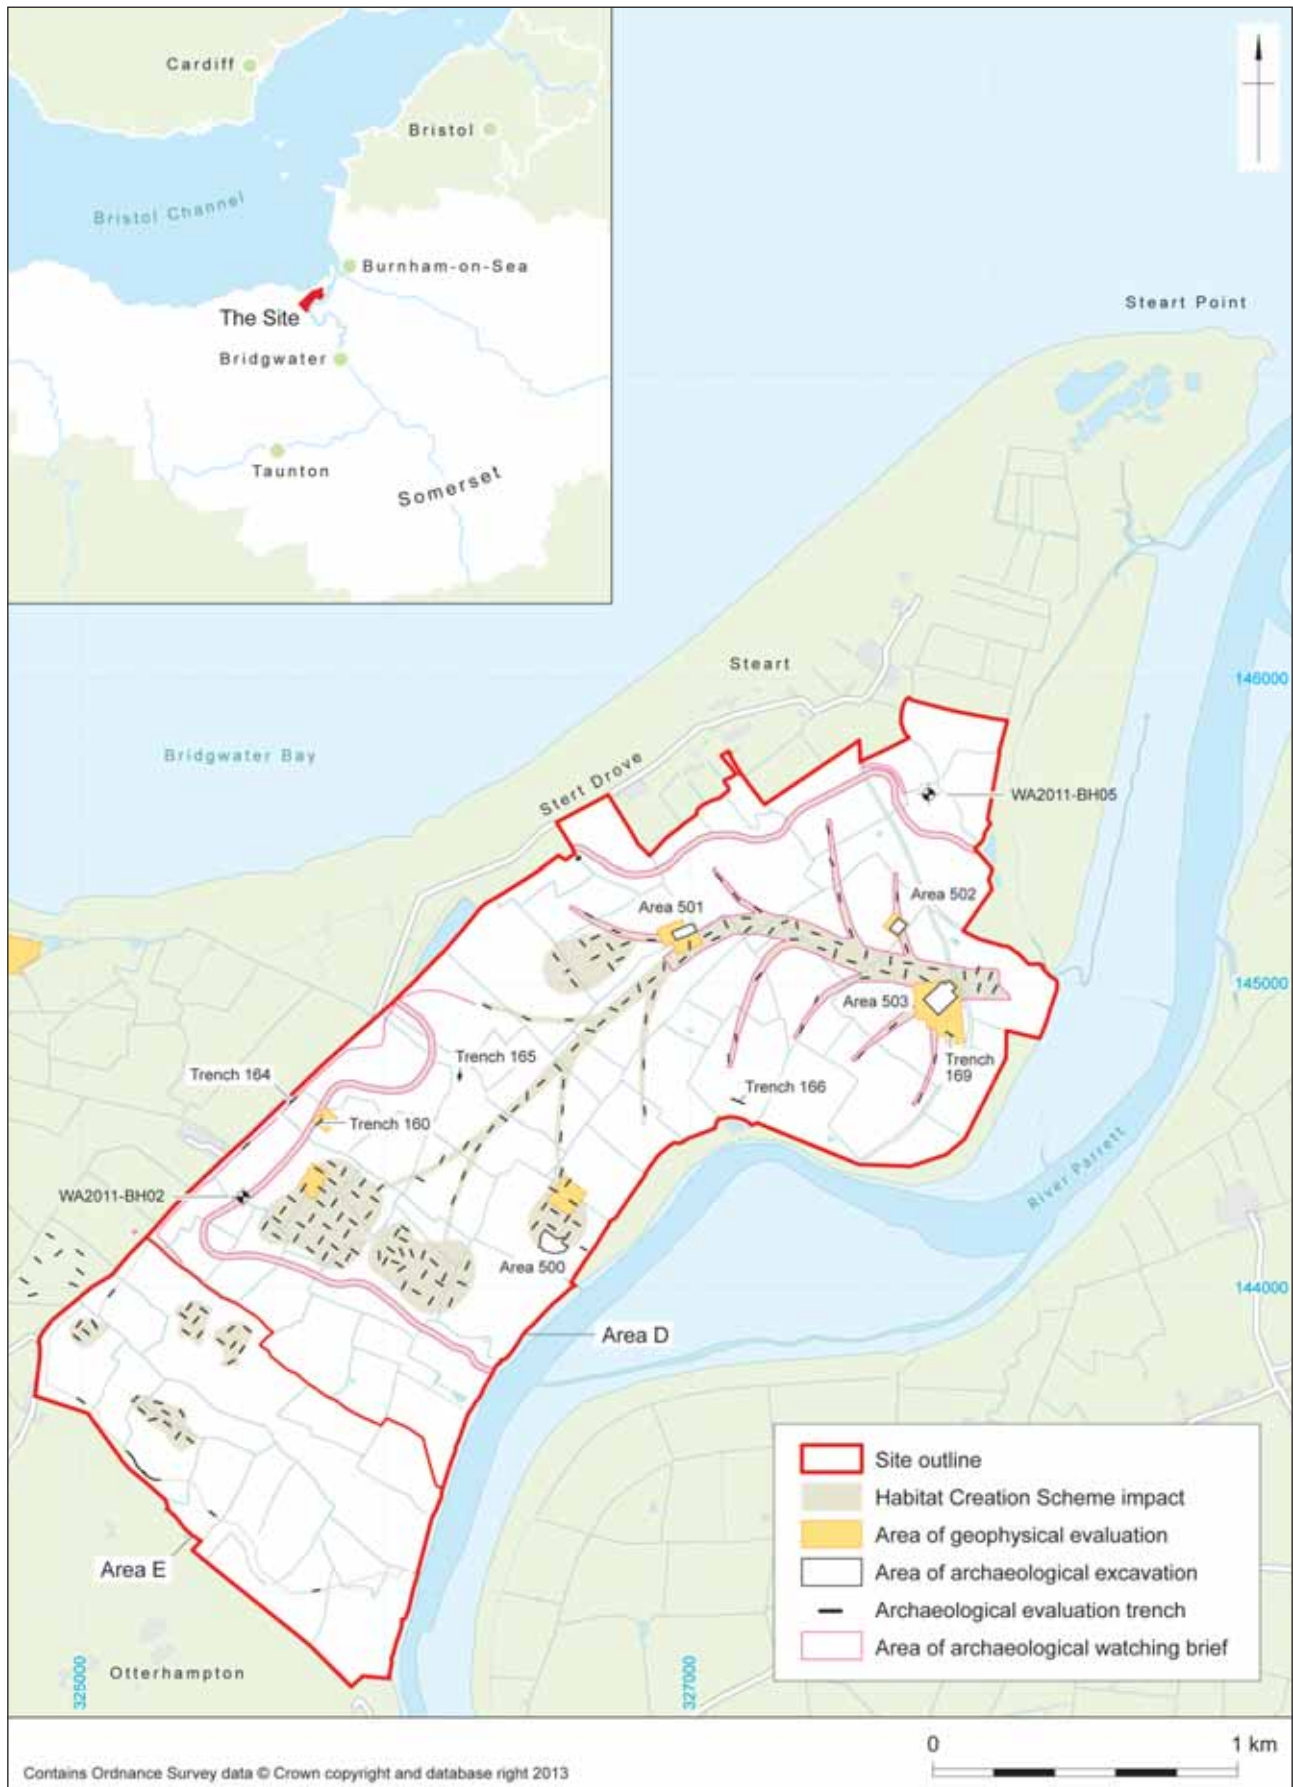 Cardiff
Bristol
Bristol Channel
Burnham-on-Sea
The Site
Bridgwater
Taunton
Somerset
Steart Point
Steart
146000
Bridgwater Bay
Stert Drove
WA2011-BH05
Area 501
Area 502
145000
Area 503
Trench 165
Trench
169
Trench 164
Trench 166
Trench 160
River Parrett
WA2011-BH02
Area 500
144000
Area D
Area E
Otterhampton
325000
327000
Site outline
Habitat Creation Scheme impact
Area of geophysical evaluation
Area of archaeological excavation
Archaeological evaluation trench
Area of archaeological watching brief
0 1 km
Contains Ordnance Survey data © Crown copyright and database right 2013